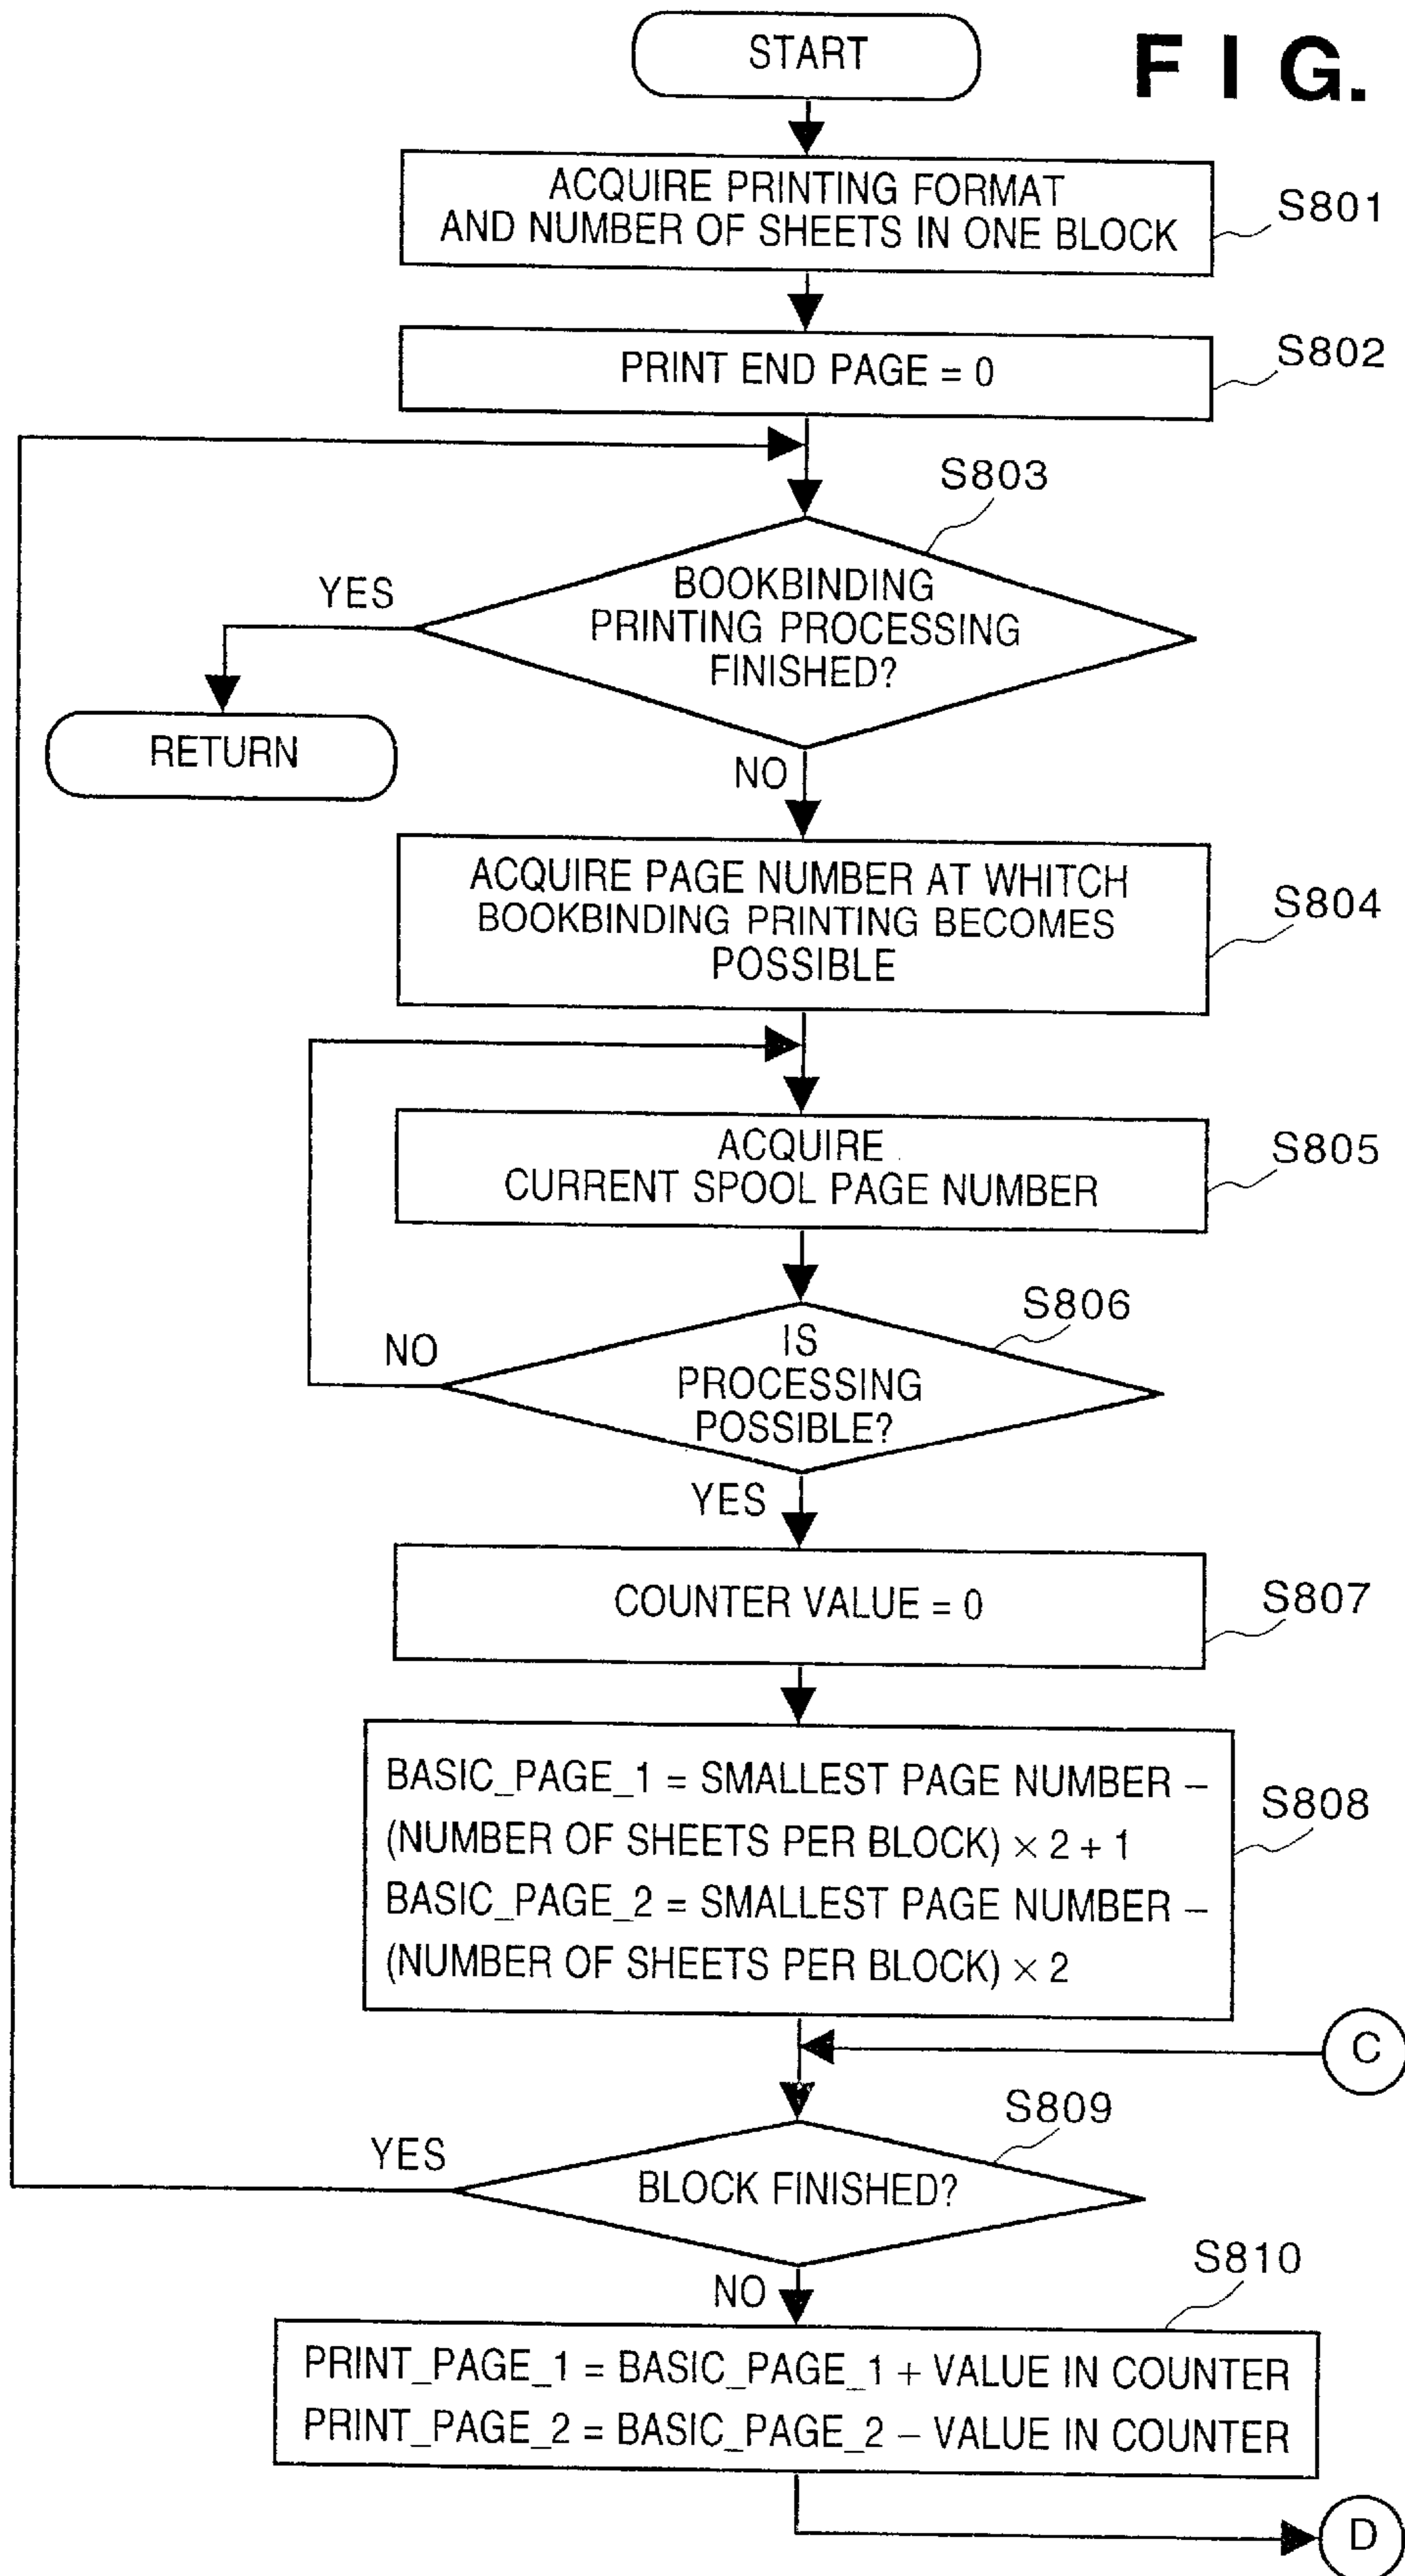 START
F I G.
ACQUIRE PRINTING FORMAT
AND NUMBER OF SHEETS IN ONE BLOCK
S801
PRINT END PAGE = 0
S802
S803
BOOKBINDING
PRINTING PROCESSING
FINISHED?
YES
RETURN
NO
ACQUIRE PAGE NUMBER AT WHITCH
BOOKBINDING PRINTING BECOMES
POSSIBLE
S804
ACQUIRE
CURRENT SPOOL PAGE NUMBER
S805
S806
IS
PROCESSING
POSSIBLE?
NO
YES
COUNTER VALUE = 0
S807
BASIC_PAGE_1 = SMALLEST PAGE NUMBER –
(NUMBER OF SHEETS PER BLOCK) × 2 + 1
BASIC_PAGE_2 = SMALLEST PAGE NUMBER –
(NUMBER OF SHEETS PER BLOCK) × 2
S808
C
S809
YES
BLOCK FINISHED?
NO
S810
PRINT_PAGE_1 = BASIC_PAGE_1 + VALUE IN COUNTER
PRINT_PAGE_2 = BASIC_PAGE_2 – VALUE IN COUNTER
D